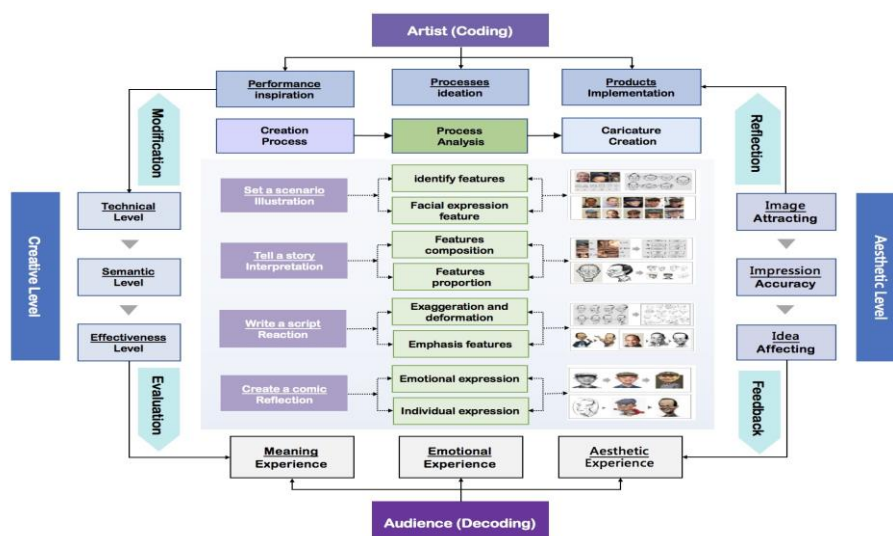 Artist (Coding)
Performance
inspiration
Processes
ideation
Products
Implementation
Modification
Reflection
Creation
Process
Process
Analysis
Caricature
Creation
Set a scenario
Illustration
identify features
Facial expression
feature
Tell a story
Interpretation
Features
composition
Features
proportion
Write a script
Reaction
Exaggeration and
deformation
Emphasis features
Create a comic
Reflection
Emotional expression
Individual expression
Creative Level
Technical
Level
Semantic
Level
Effectiveness
Level
Image
Attracting
Impression
Accuracy
Idea
Affecting
Aesthetic Level
Evaluation
Feedback
Meaning
Experience
Emotional
Experience
Aesthetic
Experience
Audience (Decoding)